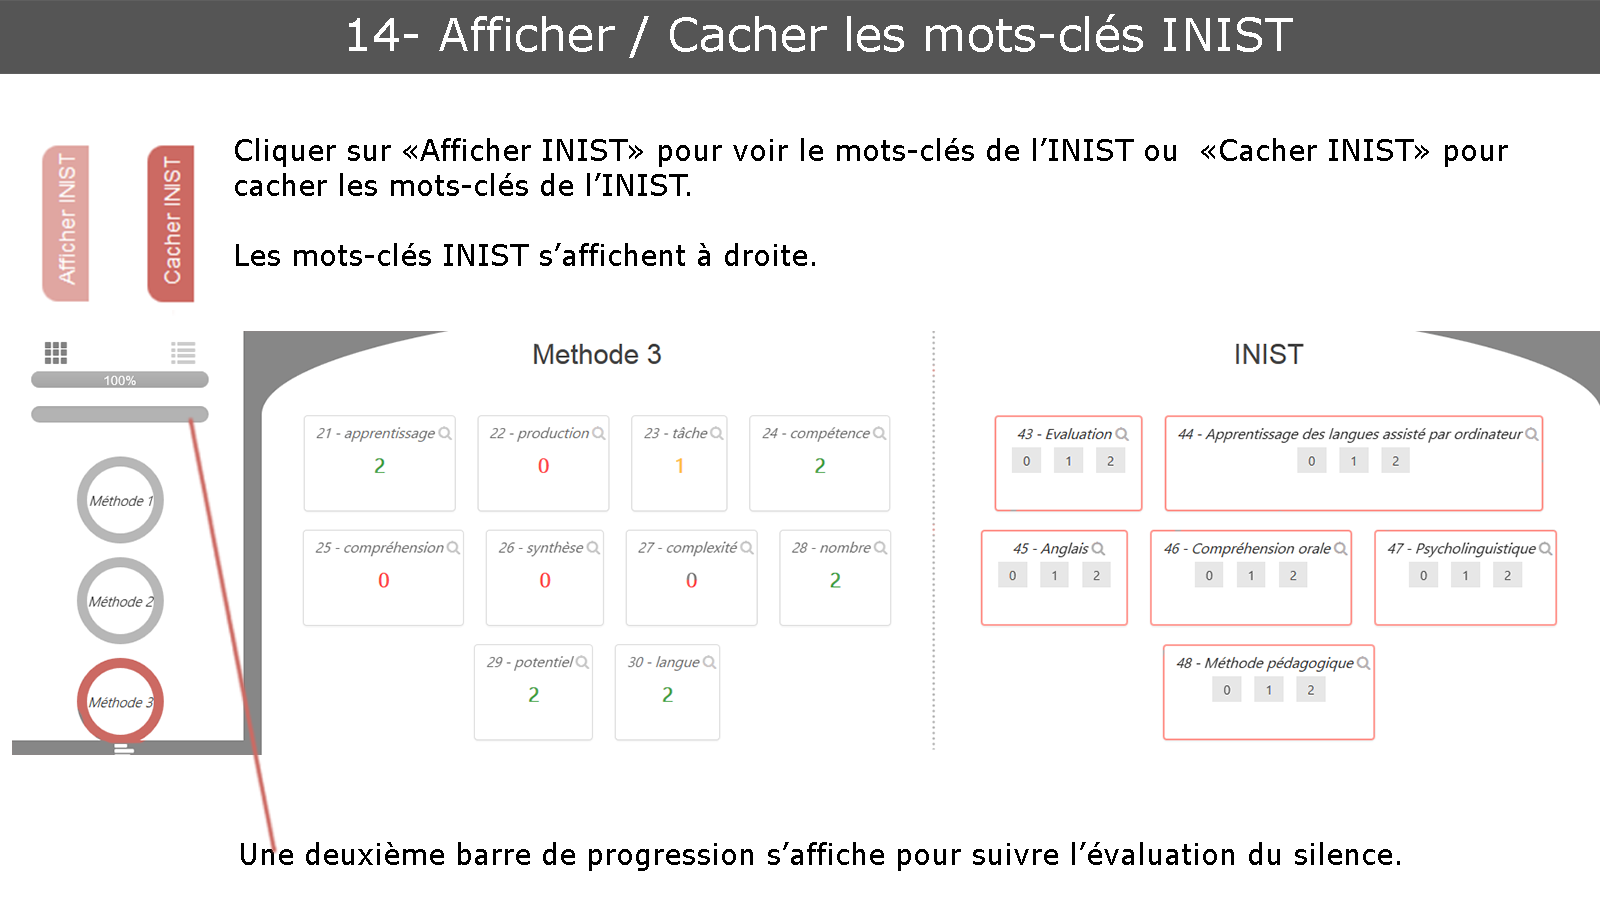 14- Afficher / Cacher les mots-clés INIST
Afficher INIST
Cacher INIST
Cliquer sur «Afficher INIST» pour voir le mots-clés de l’INIST ou «Cacher INIST» pour
cacher les mots-clés de l’INIST.
Les mots-clés INIST s’affichent à droite.
100%
Méthode 1
Méthode 2
Méthode 3
Methode 3
21 - apprentissage
2
22 - production
0
23 - tâche
1
24 - compétence
2
25 - compréhension
0
26 - synthèse
0
27 - complexité
0
28 - nombre
2
29 - potentiel
2
30 - langue
2
INIST
43 - Evaluation
0 1 2
44 - Apprentissage des langues assisté par ordinateur
0 1 2
45 - Anglais
0 1 2
46 - Compréhension orale
0 1 2
47 - Psycholinguistique
0 1 2
48 - Méthode pédagogique
0 1 2
Une deuxième barre de progression s’affiche pour suivre l’évaluation du silence.